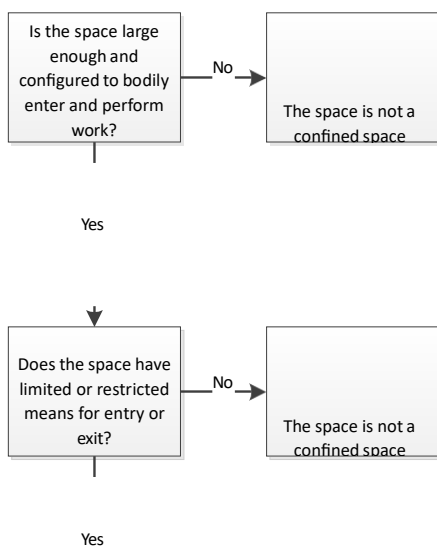 Is the space large
enough and
configured to bodily
enter and perform
work?
No
The space is not a
confined space
Yes
Does the space have
limited or restricted
means for entry or
exit?
No
The space is not a
confined space
Yes